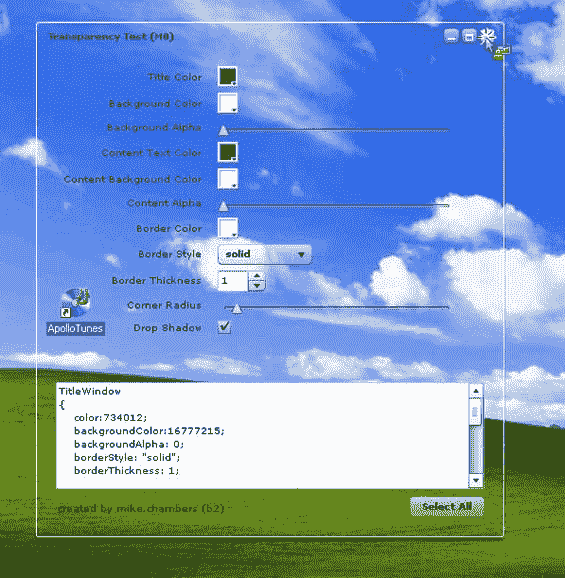 Transparency Test (M0)
Title Color
Background Color
Background Alpha
Content Text Color
Content Background Color
Content Alpha
Border Color
Border Style solid
Border Thickness 1
Corner Radius
ApolloTunes
Drop Shadow
TitleWindow
{
color:734012;
backgroundColor:16777215;
backgroundAlpha: 0;
borderStyle: "solid";
borderThickness: 1;
created by mike.chambers (b2)
Select All